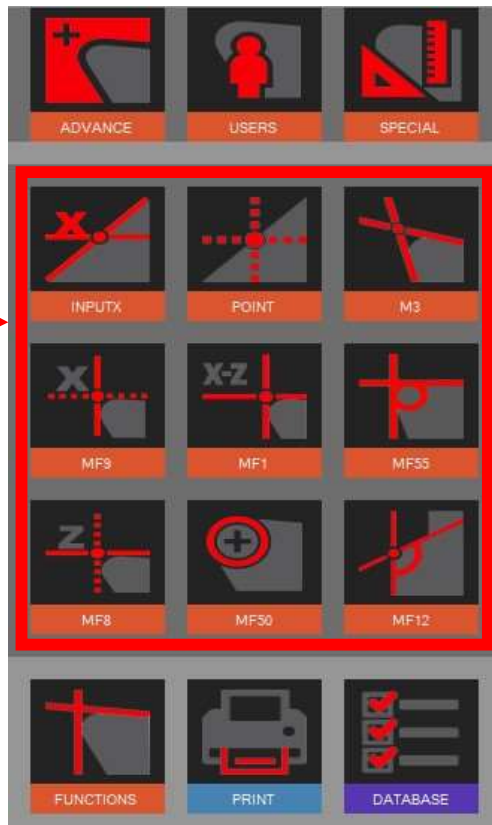 ADVANCE USERS SPECIAL
X
INPUTX POINT M3
X X-Z
MF9 MF1 MF55
Z
MF8 MF50 MF12
FUNCTIONS PRINT DATABASE